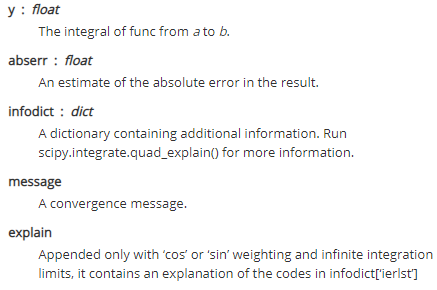 y : float
The integral of func from a to b.
abserr : float
An estimate of the absolute error in the result.
infodict : dict
A dictionary containing additional information. Run
scipy.integrate.quad_explain() for more information.
message
A convergence message.
explain
Appended only with ‘cos’ or ‘sin’ weighting and infinite integration
limits, it contains an explanation of the codes in infodict[‘ierlst’]